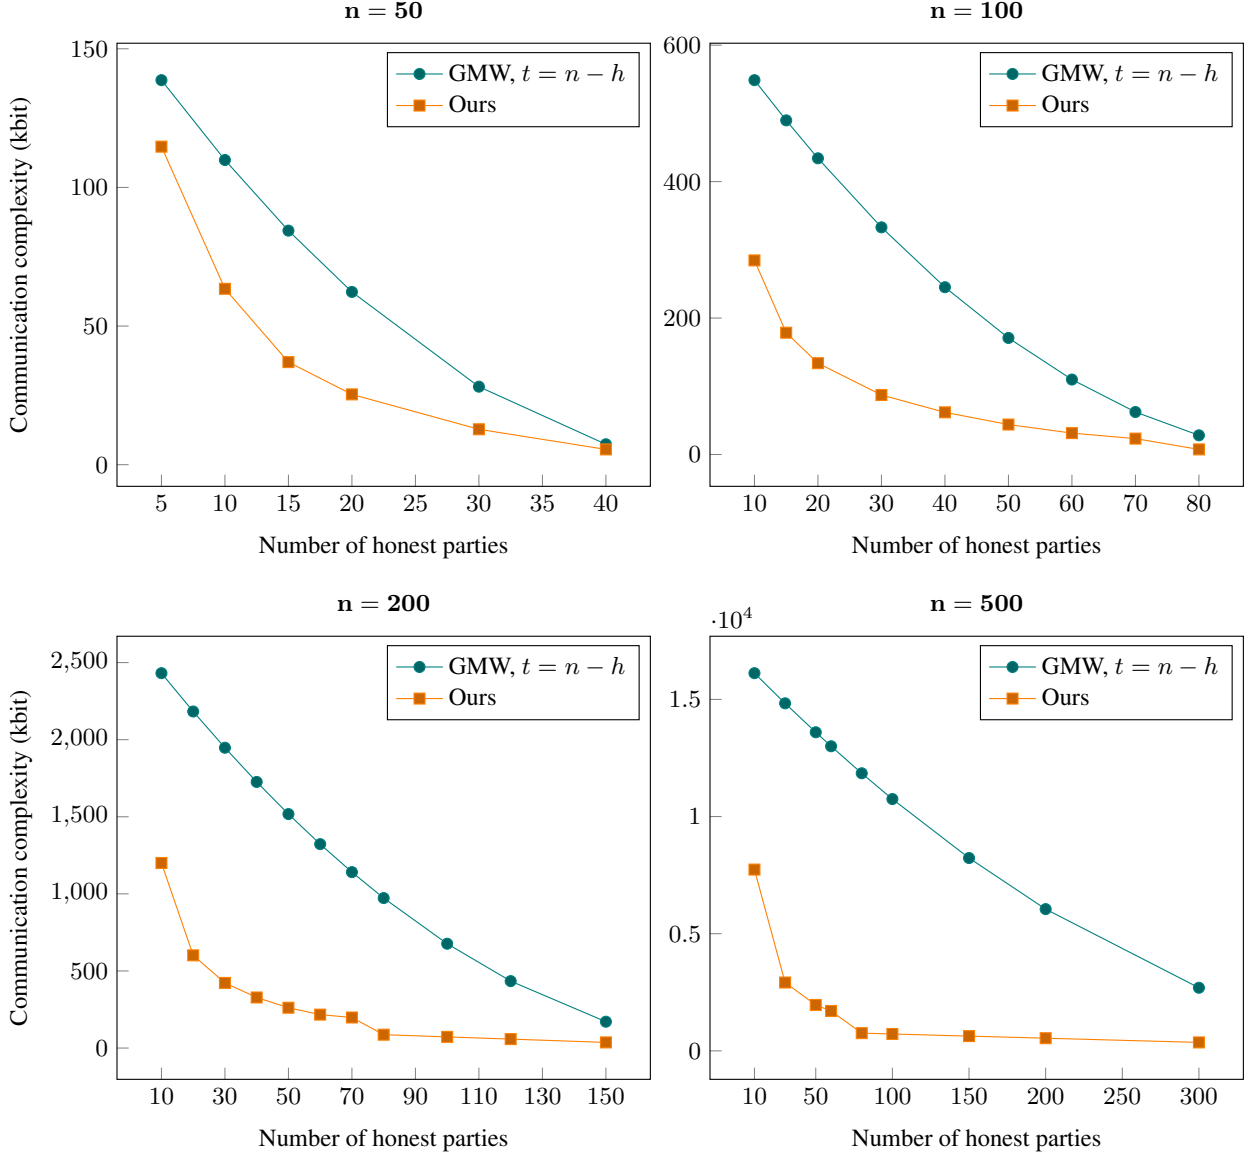 n = 50
150
100
50
0
Communication complexity (kbit)
GMW, t = n − h
Ours
5 10 15 20 25 30 35 40
Number of honest parties
n = 100
600
400
200
0
GMW, t = n − h
Ours
10 20 30 40 50 60 70 80
Number of honest parties
n = 200
2,500
2,000
1,500
1,000
500
0
Communication complexity (kbit)
GMW, t = n − h
Ours
10 30 50 70 90 110 130 150
Number of honest parties
n = 500
·10⁴
1.5
1
0.5
0
GMW, t = n − h
Ours
10 50 100 150 200 250 300
Number of honest parties